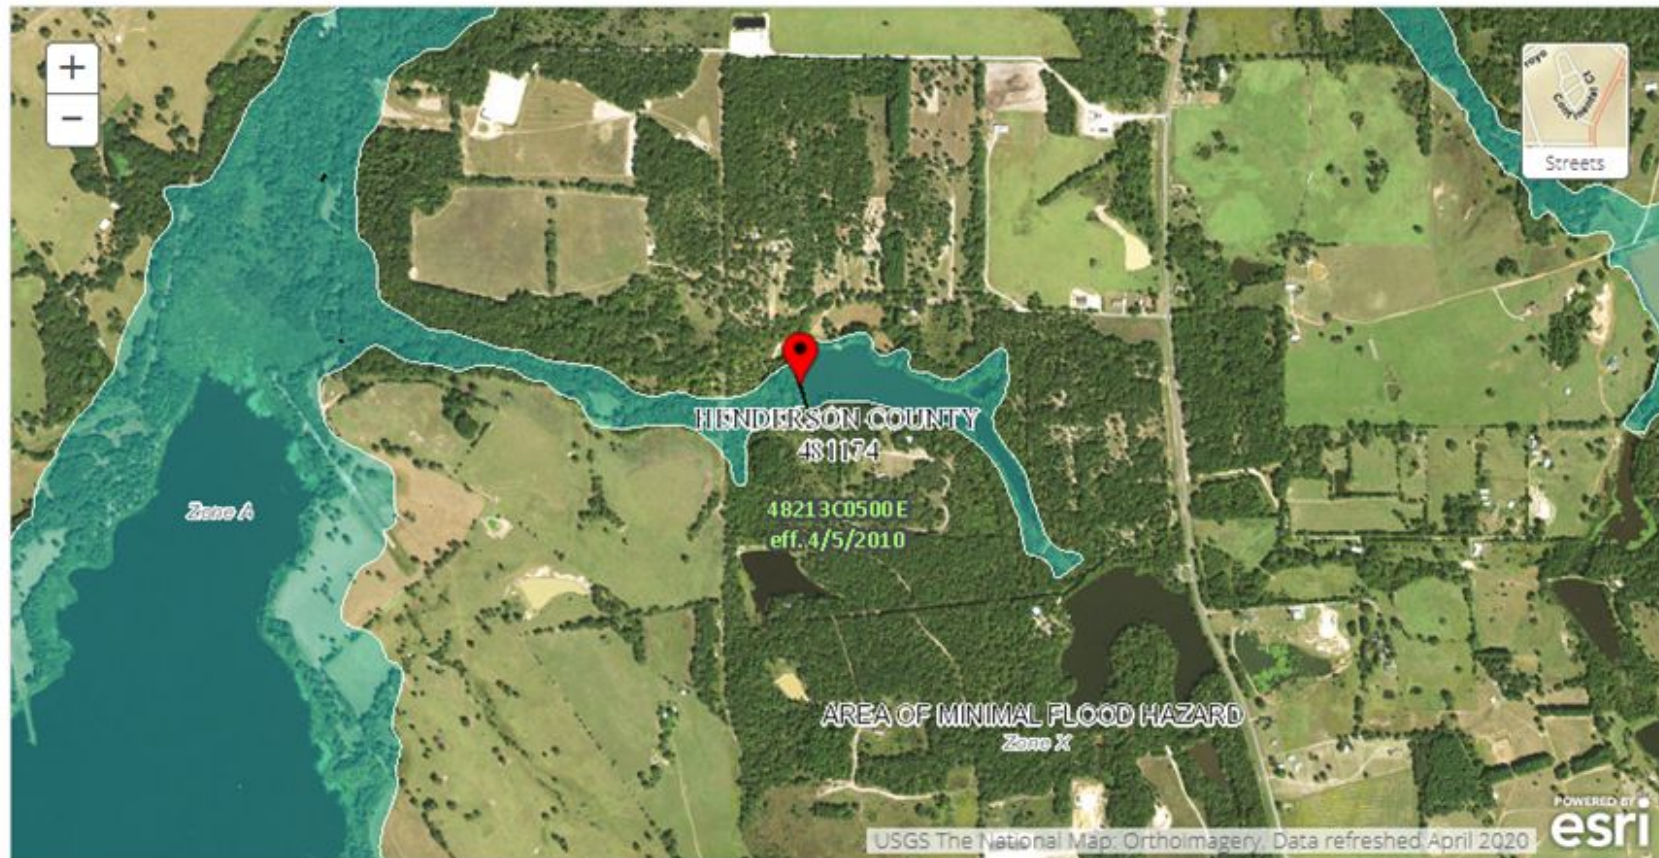 +
−
Streets
HENDERSON COUNTY
481174
Zone A
48213C0500E
eff. 4/5/2010
AREA OF MINIMAL FLOOD HAZARD
Zone X
POWERED BY
esri
USGS The National Map: Orthoimagery. Data refreshed April 2020